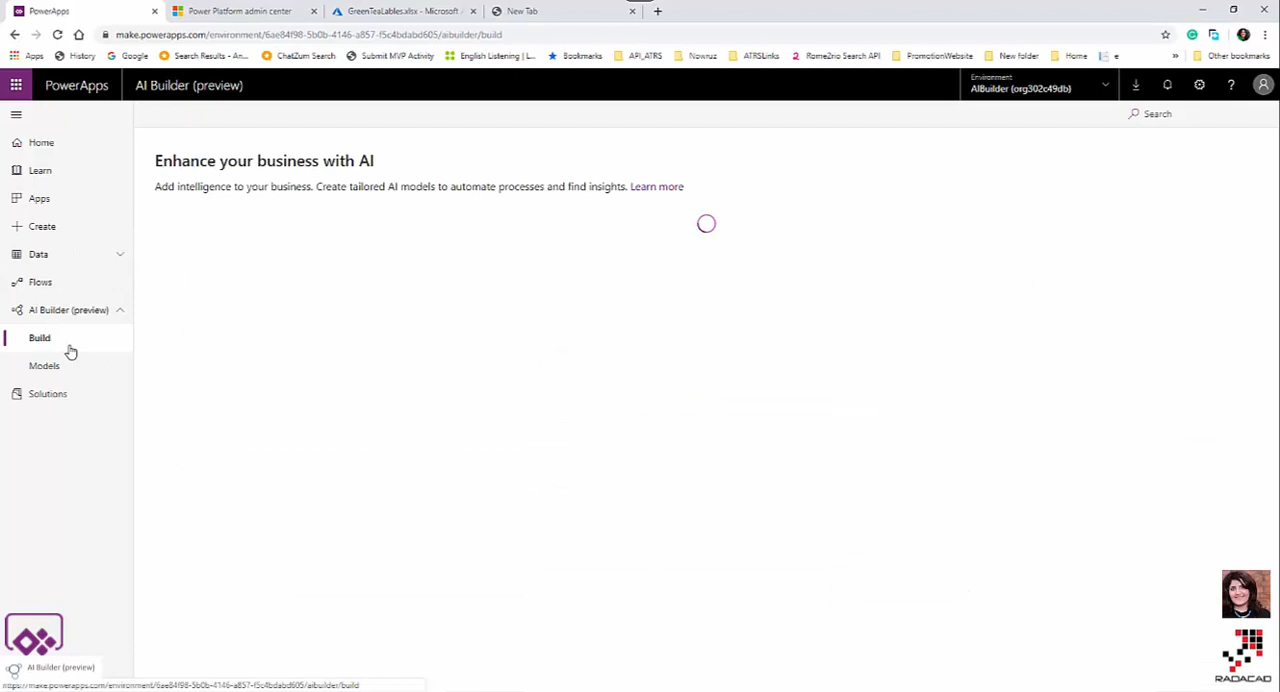 PowerApps
Power Platform admin center
GreenTeaLables.xlsx - Microsoft
New Tab
make.powerapps.com/environment/6ae84f98-5b0b-4146-a857-f5c4bdabd605/aibuilder/build
Apps
History
Google
Search Results - An...
ChatZum Search
Submit MVP Activity
English Listening | L...
Bookmarks
API_ATRS
Nowruz
ATRSLinks
Rome2rio Search API
PromotionWebsite
New folder
Home
e
»
Other bookmarks
PowerApps
AI Builder (preview)
Environment
AIBuilder (org302c49db)
?
Search
Home
Learn
Apps
Create
Data
Flows
AI Builder (preview)
Build
Models
Solutions
Enhance your business with AI
Add intelligence to your business. Create tailored AI models to automate processes and find insights. Learn more
AI Builder (preview)
https://make.powerapps.com/environment/6ae84f98-5b0b-4146-a857-f5c4bdabd605/aibuilder/build
RADACAD